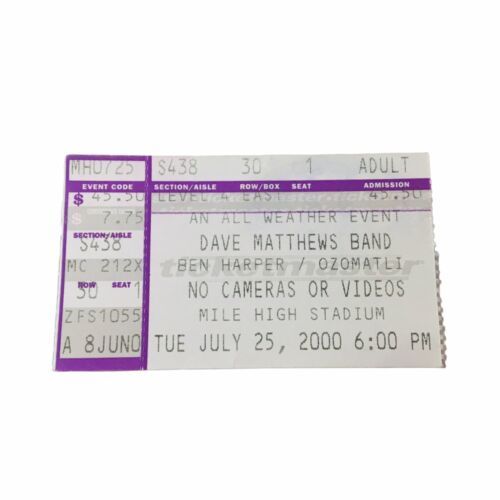 MH0725 S438 30 1 ADULT
EVENT CODE SECTION/AISLE ROW/BOX SEAT ADMISSION
$ 45.50 LEVEL 4 EAST 45.50
$ 7.75 AN ALL WEATHER EVENT
SECTION/AISLE
S438 DAVE MATTHEWS BAND
MC 212X BEN HARPER / OZOMATLI
ticketmaster
ROW SEAT
30 1 NO CAMERAS OR VIDEOS
ZFS1055 MILE HIGH STADIUM
A 8JUN0 TUE JULY 25, 2000 6:00 PM